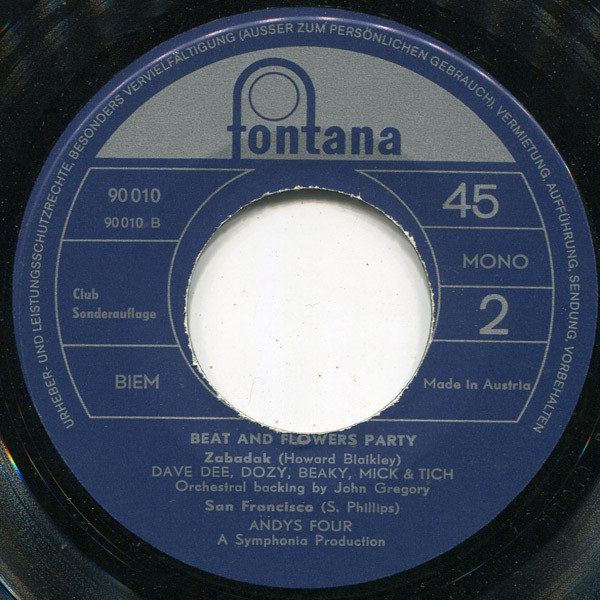 URHEBER- UND LEISTUNGSSCHUTZRECHTE, BESONDERS VERVIELFÄLTIGUNG (AUSSER ZUM PERSÖNLICHEN GEBRAUCH), VERMIETUNG, AUFFÜHRUNG, SENDUNG, VORBEHALTEN
fontana
90 010
90 010 B
45
MONO
Club
Sonderauflage
2
BIEM
Made in Austria
BEAT AND FLOWERS PARTY
Zabadak (Howard Blaikley)
DAVE DEE, DOZY, BEAKY, MICK & TICH
Orchestral backing by John Gregory
San Francisco (S. Phillips)
ANDYS FOUR
A Symphonia Production